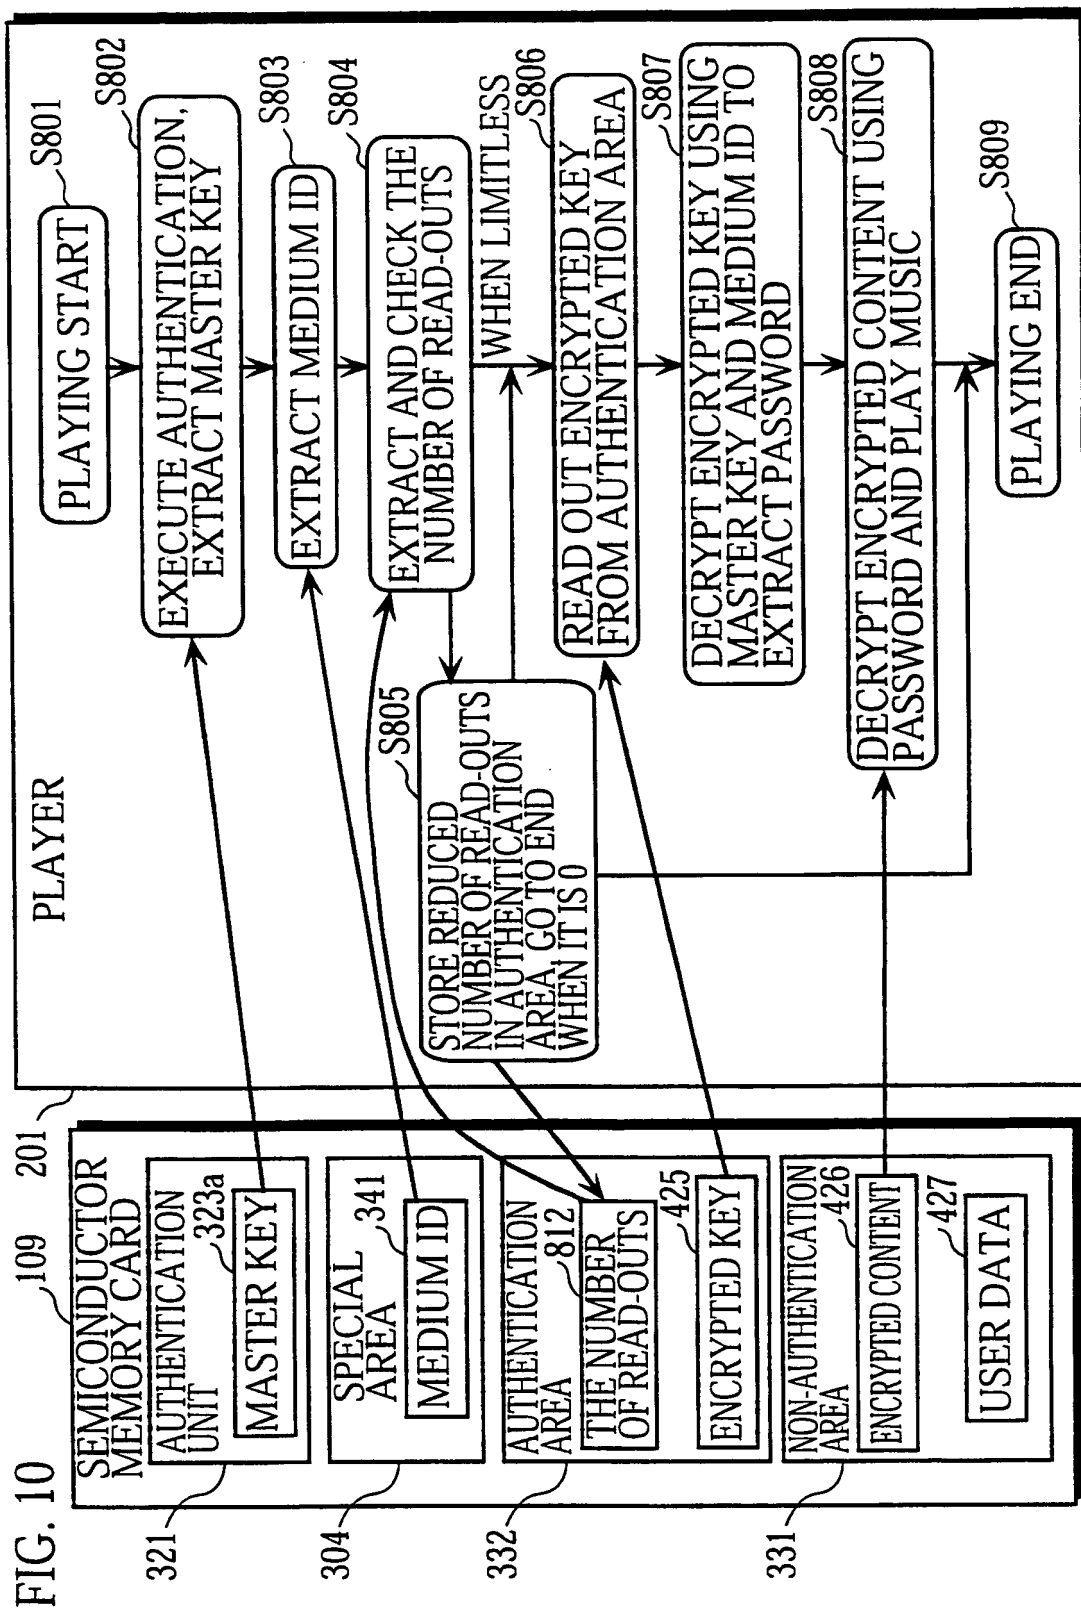 FIG. 10
109
SEMICONDUCTOR
MEMORY CARD
321
AUTHENTICATION
UNIT
323a
MASTER KEY
304
SPECIAL
AREA
341
MEDIUM ID
332
AUTHENTICATION
AREA
812
THE NUMBER
OF READ-OUTS
425
ENCRYPTED KEY
331
NON-AUTHENTICATION
AREA
426
ENCRYPTED CONTENT
427
USER DATA
201
PLAYER
S801
PLAYING START
S802
EXECUTE AUTHENTICATION,
EXTRACT MASTER KEY
S803
EXTRACT MEDIUM ID
S804
EXTRACT AND CHECK THE
NUMBER OF READ-OUTS
WHEN LIMITLESS
S805
STORE REDUCED
NUMBER OF READ-OUTS
IN AUTHENTICATION
AREA, GO TO END
WHEN IT IS 0
S806
READ OUT ENCRYPTED KEY
FROM AUTHENTICATION AREA
S807
DECRYPT ENCRYPTED KEY USING
MASTER KEY AND MEDIUM ID TO
EXTRACT PASSWORD
S808
DECRYPT ENCRYPTED CONTENT USING
PASSWORD AND PLAY MUSIC
S809
PLAYING END